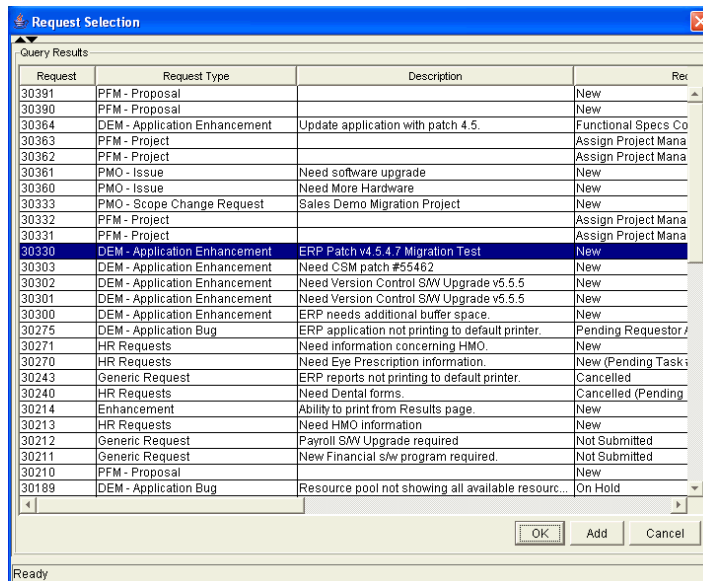 Request Selection
Query Results
Request Request Type Description Rec
30391 PFM - Proposal New
30390 PFM - Proposal New
30364 DEM - Application Enhancement Update application with patch 4.5. Functional Specs Co
30363 PFM - Project Assign Project Mana
30362 PFM - Project Assign Project Mana
30361 PMO - Issue Need software upgrade New
30360 PMO - Issue Need More Hardware New
30333 PMO - Scope Change Request Sales Demo Migration Project New
30332 PFM - Project Assign Project Mana
30331 PFM - Project Assign Project Mana
30330 DEM - Application Enhancement ERP Patch v4.5.4.7 Migration Test New
30303 DEM - Application Enhancement Need CSM patch #55462 New
30302 DEM - Application Enhancement Need Version Control S/W Upgrade v5.5.5 New
30301 DEM - Application Enhancement Need Version Control S/W Upgrade v5.5.5 New
30300 DEM - Application Enhancement ERP needs additional buffer space. New
30275 DEM - Application Bug ERP application not printing to default printer. Pending Requestor A
30271 HR Requests Need information concerning HMO. New
30270 HR Requests Need Eye Prescription information. New (Pending Task #
30243 Generic Request ERP reports not printing to default printer. Cancelled
30240 HR Requests Need Dental forms. Cancelled (Pending
30214 Enhancement Ability to print from Results page. New
30213 HR Requests Need HMO information New
30212 Generic Request Payroll S/W Upgrade required Not Submitted
30211 Generic Request New Financial s/w program required. Not Submitted
30210 PFM - Proposal New
30189 DEM - Application Bug Resource pool not showing all available resourc... On Hold
OK Add Cancel
Ready